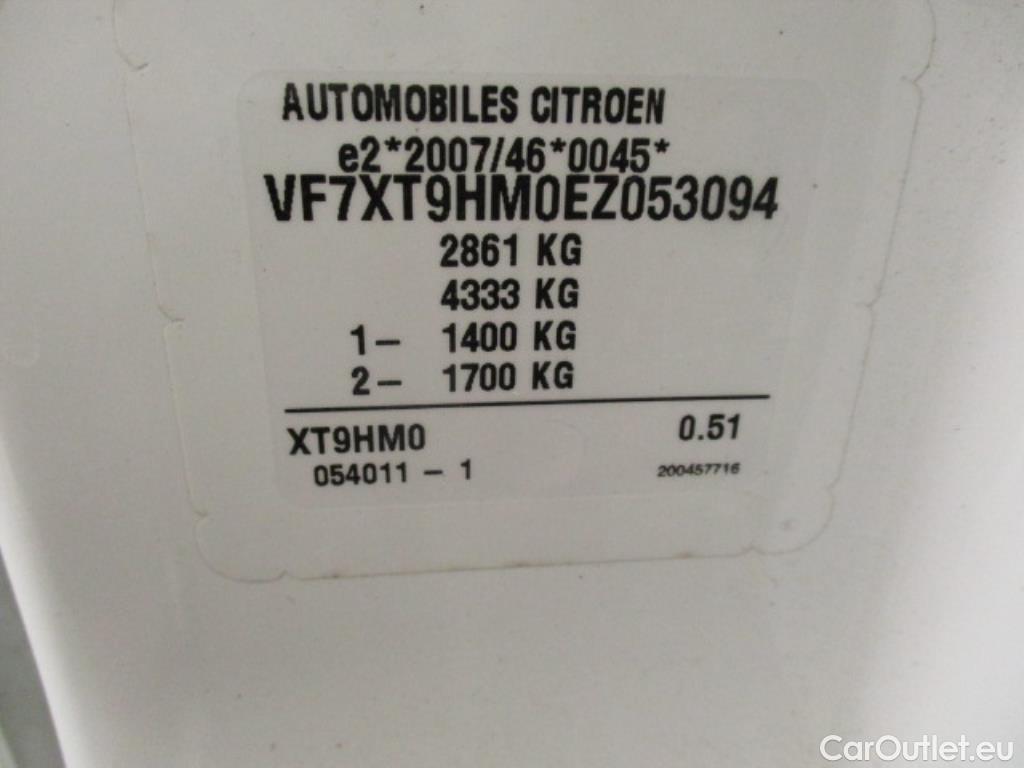 AUTOMOBILES CITROEN
e2*2007/46*0045*
VF7XT9HM0EZ053094
2861 KG
4333 KG
1– 1400 KG
2– 1700 KG
XT9HM0 0.51
054011 – 1 200457716
CarOutlet.eu